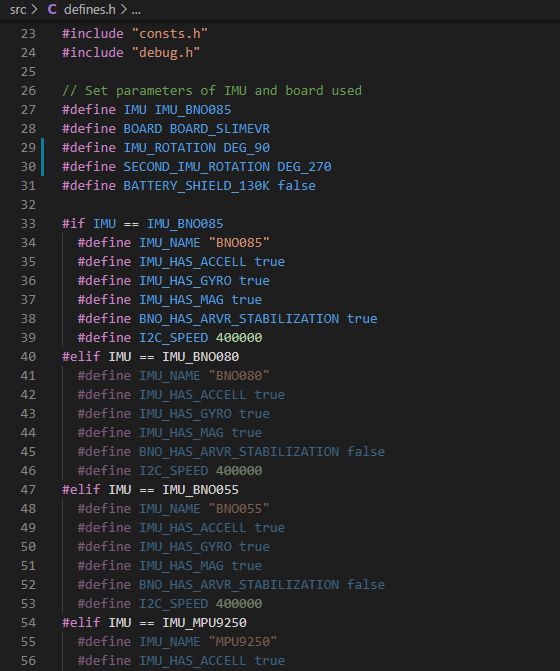 src > C defines.h > ...
23 #include "consts.h"
24 #include "debug.h"
25
26 // Set parameters of IMU and board used
27 #define IMU IMU_BNO085
28 #define BOARD BOARD_SLIMEVR
29 #define IMU_ROTATION DEG_90
30 #define SECOND_IMU_ROTATION DEG_270
31 #define BATTERY_SHIELD_130K false
32
33 #if IMU == IMU_BNO085
34 #define IMU_NAME "BNO085"
35 #define IMU_HAS_ACCELL true
36 #define IMU_HAS_GYRO true
37 #define IMU_HAS_MAG true
38 #define BNO_HAS_ARVR_STABILIZATION true
39 #define I2C_SPEED 400000
40 #elif IMU == IMU_BNO080
41 #define IMU_NAME "BNO080"
42 #define IMU_HAS_ACCELL true
43 #define IMU_HAS_GYRO true
44 #define IMU_HAS_MAG true
45 #define BNO_HAS_ARVR_STABILIZATION false
46 #define I2C_SPEED 400000
47 #elif IMU == IMU_BNO055
48 #define IMU_NAME "BNO055"
49 #define IMU_HAS_ACCELL true
50 #define IMU_HAS_GYRO true
51 #define IMU_HAS_MAG true
52 #define BNO_HAS_ARVR_STABILIZATION false
53 #define I2C_SPEED 400000
54 #elif IMU == IMU_MPU9250
55 #define IMU_NAME "MPU9250"
56 #define IMU_HAS_ACCELL true